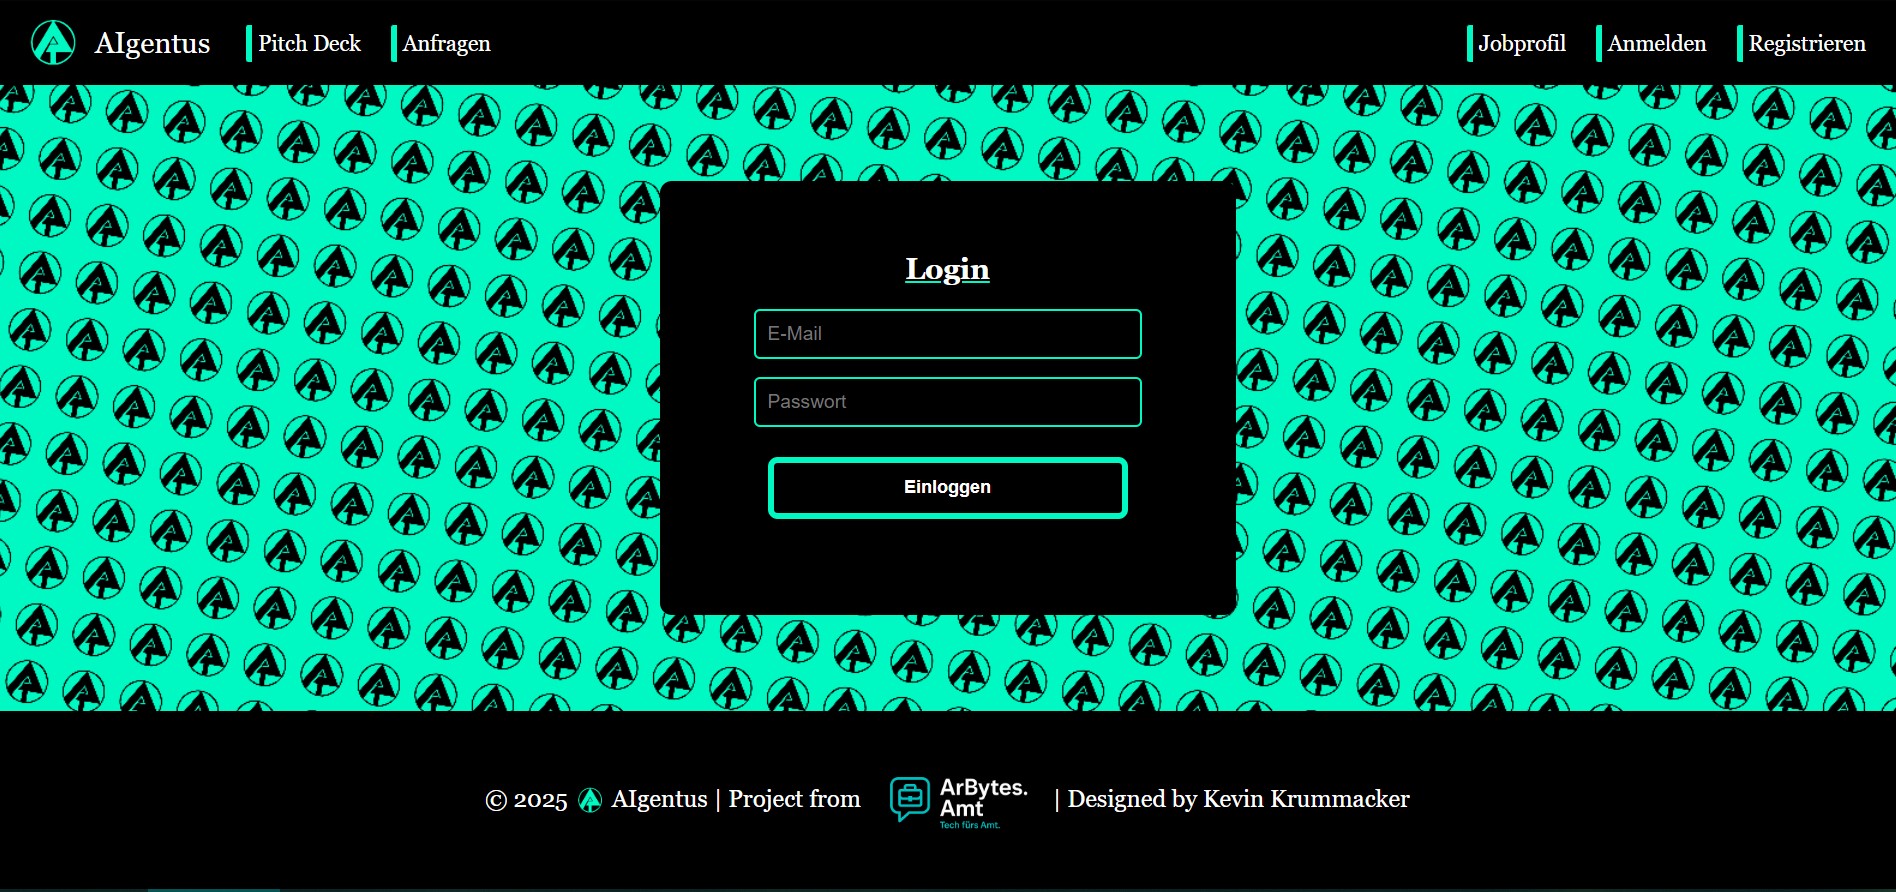 AIgentus
Pitch Deck
Anfragen
Jobprofil
Anmelden
Registrieren
Login
E-Mail
Passwort
Einloggen
© 2025 AIgentus | Project from
ArBytes.
Amt
Tech fürs Amt.
| Designed by Kevin Krummacker